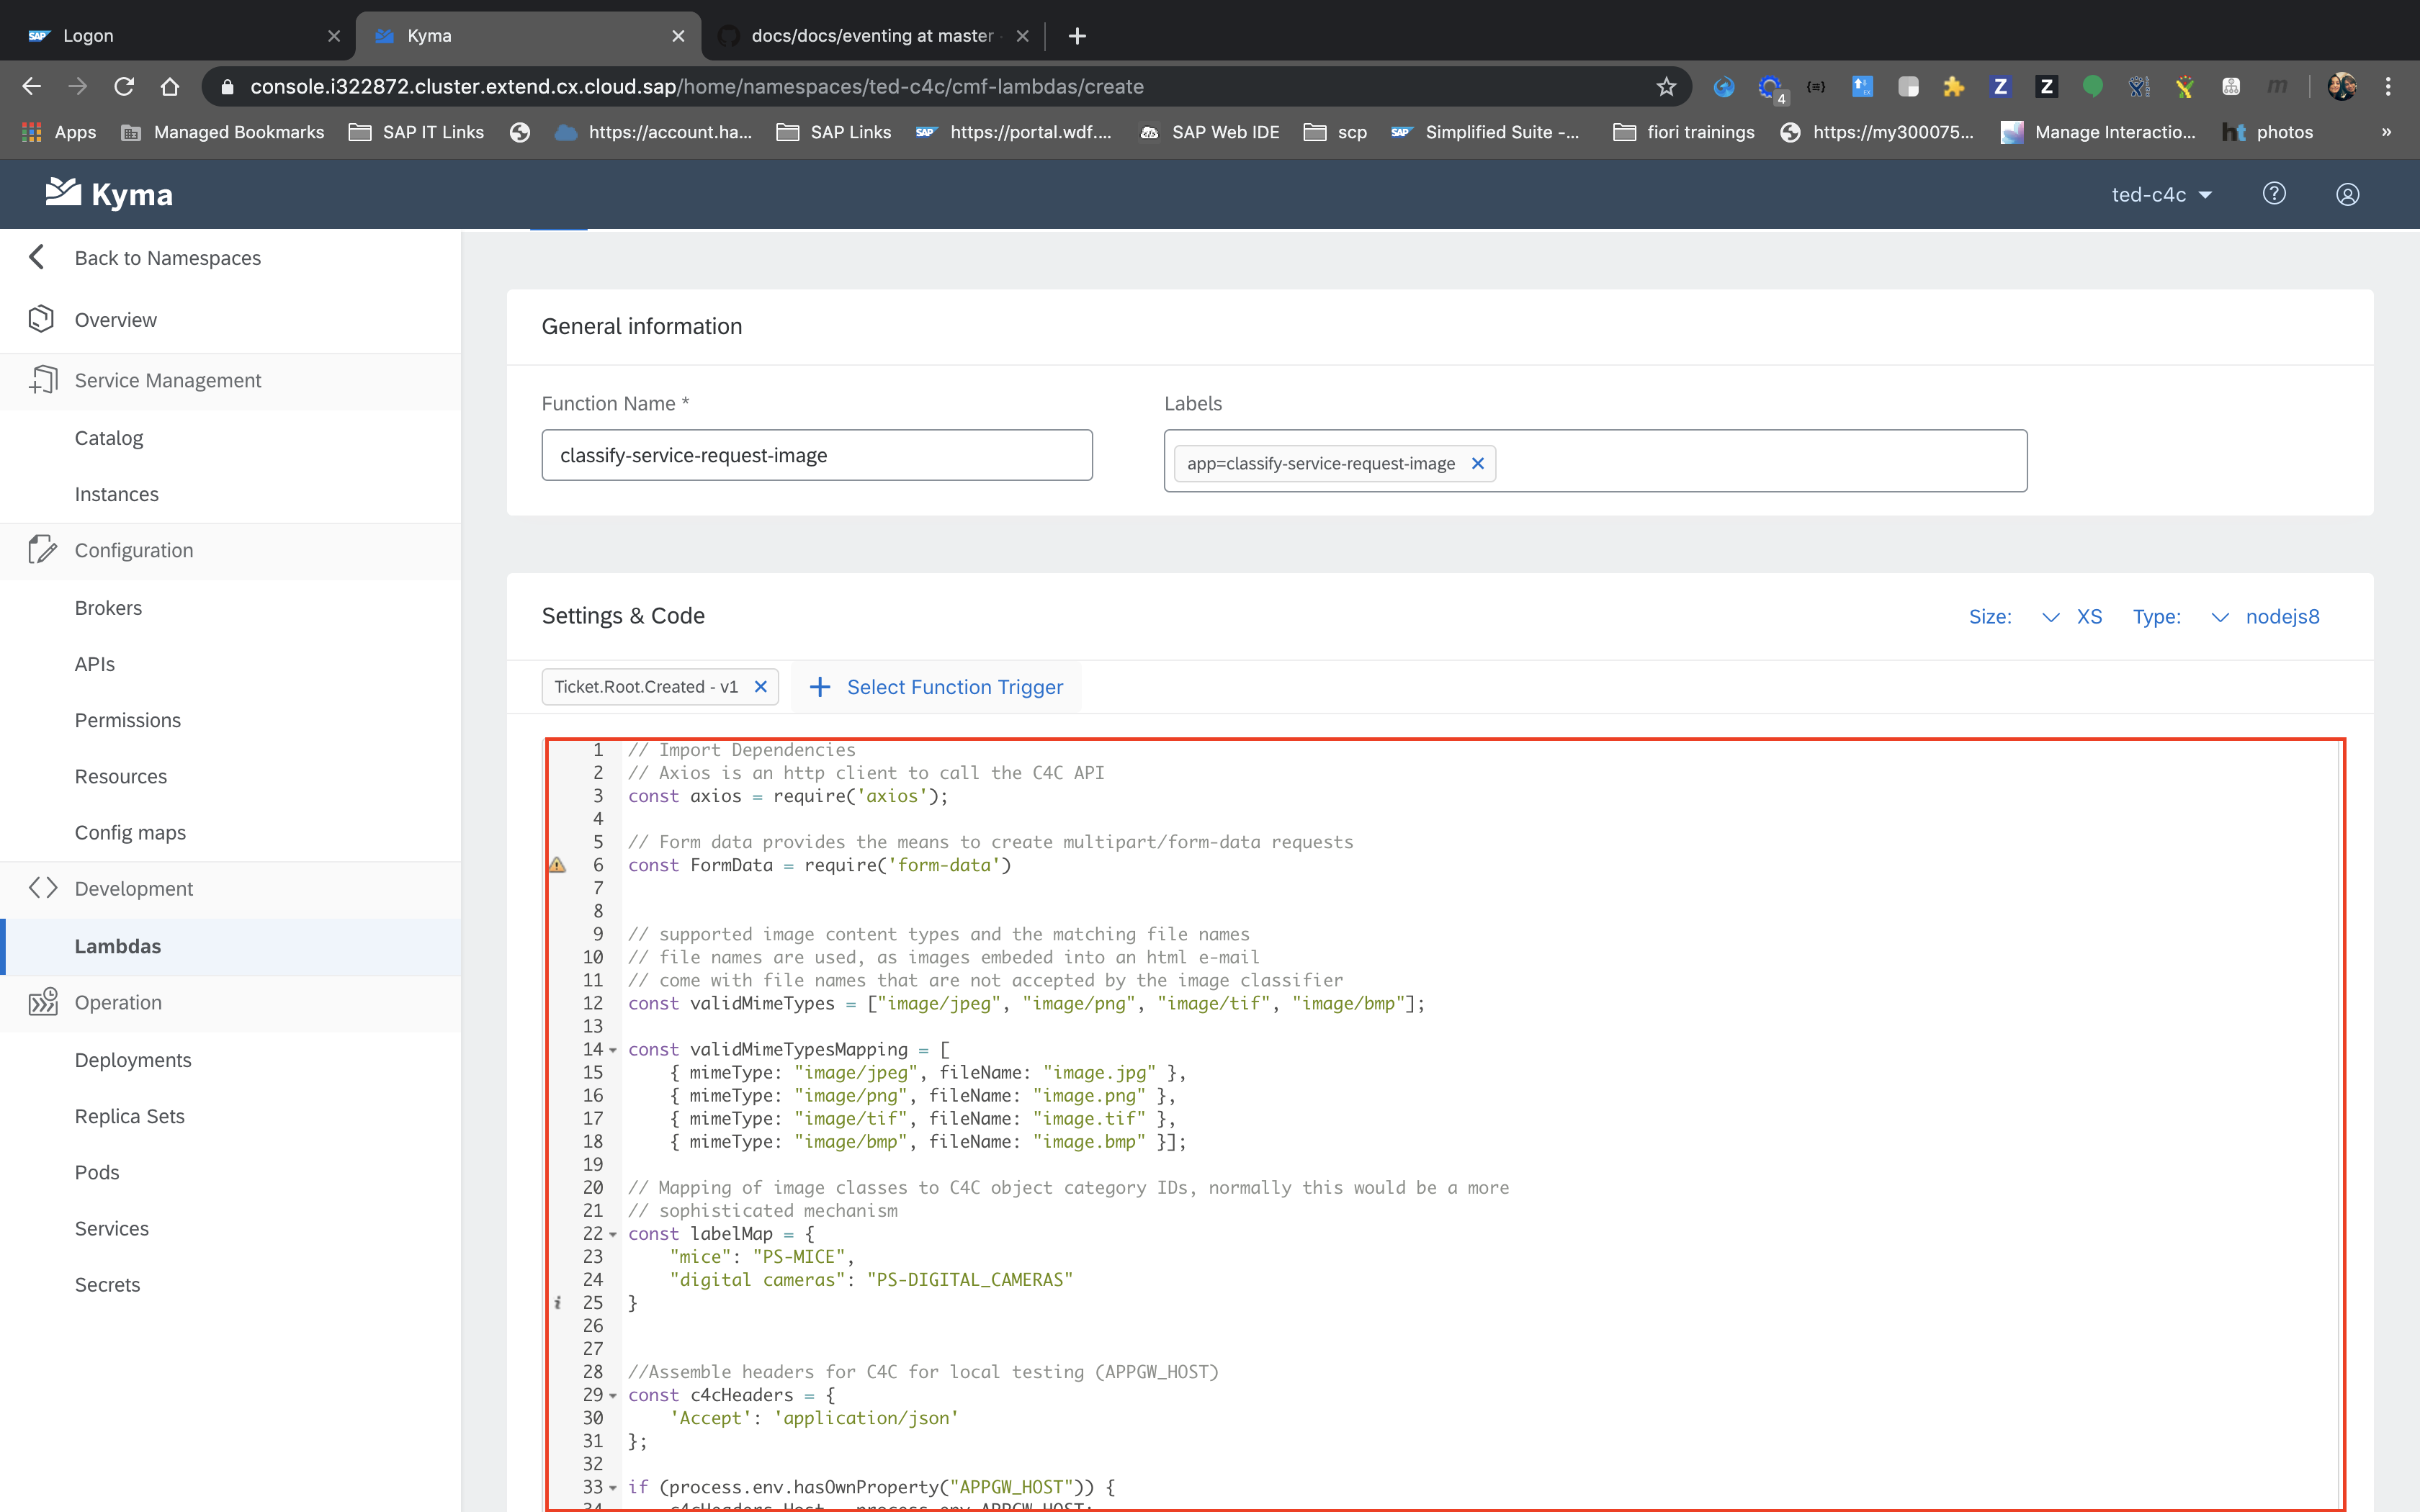 SAP Logon
Kyma
docs/docs/eventing at master
console.i322872.cluster.extend.cx.cloud.sap/home/namespaces/ted-c4c/cmf-lambdas/create
4
Z
Z
m
Apps
Managed Bookmarks
SAP IT Links
https://account.ha...
SAP Links
SAP https://portal.wdf....
SAP Web IDE
scp
SAP Simplified Suite -...
fiori trainings
https://my300075...
Manage Interactio...
ht photos
»
Kyma
ted-c4c
?
Back to Namespaces
Overview
Service Management
Catalog
Instances
Configuration
Brokers
APIs
Permissions
Resources
Config maps
Development
Lambdas
Operation
Deployments
Replica Sets
Pods
Services
Secrets
General information
Function Name *
classify-service-request-image
Labels
app=classify-service-request-image
Settings & Code
Size: XS Type: nodejs8
Ticket.Root.Created - v1
Select Function Trigger
1 // Import Dependencies
2 // Axios is an http client to call the C4C API
3 const axios = require('axios');
4
5 // Form data provides the means to create multipart/form-data requests
6 const FormData = require('form-data')
7
8
9 // supported image content types and the matching file names
10 // file names are used, as images embeded into an html e-mail
11 // come with file names that are not accepted by the image classifier
12 const validMimeTypes = ["image/jpeg", "image/png", "image/tif", "image/bmp"];
13
14 const validMimeTypesMapping = [
15 { mimeType: "image/jpeg", fileName: "image.jpg" },
16 { mimeType: "image/png", fileName: "image.png" },
17 { mimeType: "image/tif", fileName: "image.tif" },
18 { mimeType: "image/bmp", fileName: "image.bmp" }];
19
20 // Mapping of image classes to C4C object category IDs, normally this would be a more
21 // sophisticated mechanism
22 const labelMap = {
23 "mice": "PS-MICE",
24 "digital cameras": "PS-DIGITAL_CAMERAS"
25 }
26
27
28 //Assemble headers for C4C for local testing (APPGW_HOST)
29 const c4cHeaders = {
30 'Accept': 'application/json'
31 };
32
33 if (process.env.hasOwnProperty("APPGW_HOST")) {
34 c4cHeaders.Host = process.env.APPGW_HOST;